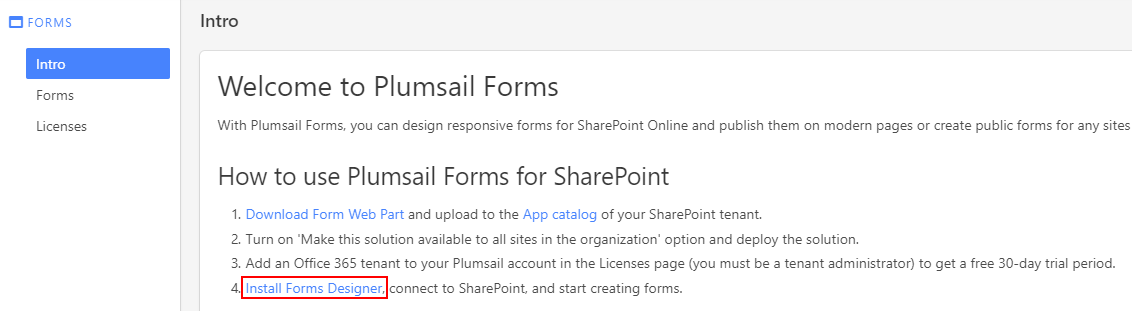 FORMS
Intro
Forms
Licenses
Intro
Welcome to Plumsail Forms
With Plumsail Forms, you can design responsive forms for SharePoint Online and publish them on modern pages or create public forms for any sites
How to use Plumsail Forms for SharePoint
1. Download Form Web Part and upload to the App catalog of your SharePoint tenant.
2. Turn on 'Make this solution available to all sites in the organization' option and deploy the solution.
3. Add an Office 365 tenant to your Plumsail account in the Licenses page (you must be a tenant administrator) to get a free 30-day trial period.
4. Install Forms Designer, connect to SharePoint, and start creating forms.